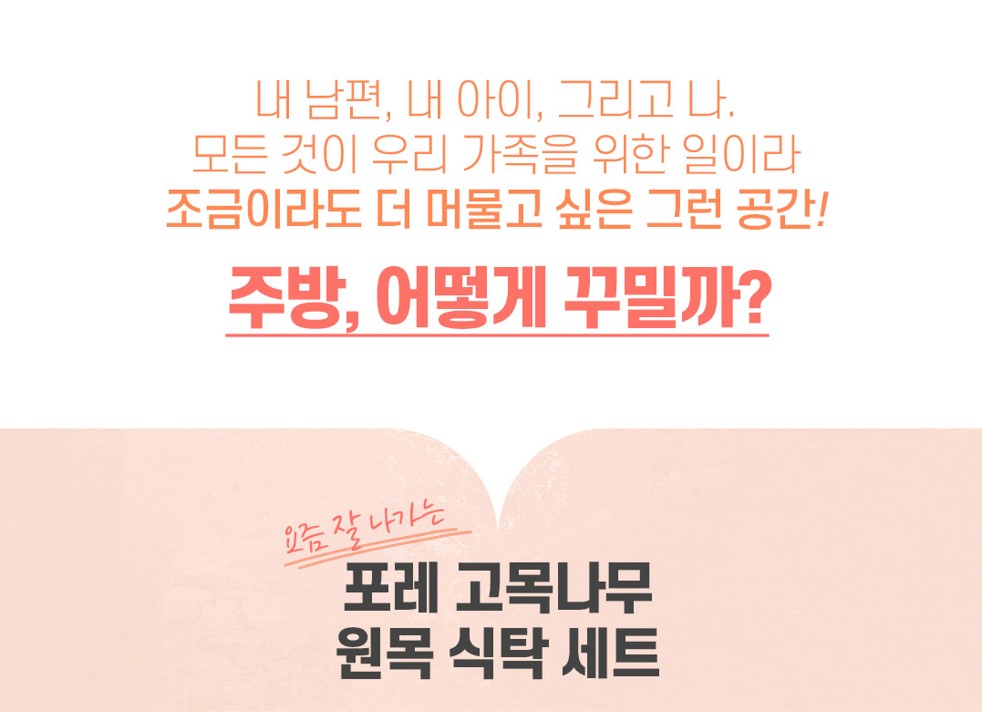 내 남편, 내 아이, 그리고 나.
모든 것이 우리 가족을 위한 일이라
조금이라도 더 머물고 싶은 그런 공간!
주방, 어떻게 꾸밀까?
요즘 잘 나가는
포레 고목나무
원목 식탁 세트